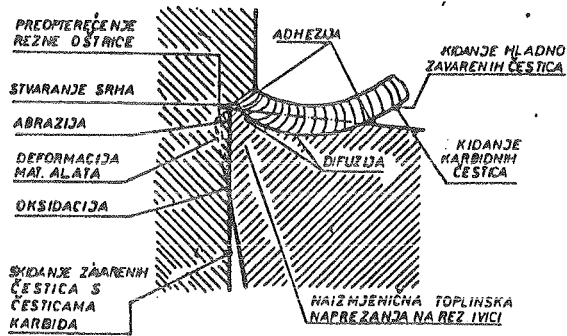 PREOPTEREĆENJE
REZNE OŠTRICE
STVARANJE SRHA
ABRAZIJA
DEFORMACIJA
MAT. ALATA
OKSIDACIJA
SKIDANJE ZAVARENIH
ČESTICA S
ČESTICAMA
KARBIDA
ADHEZIJA
KIDANJE HLADNO
ZAVARENIH ČESTICA
KIDANJE
KARBIDNIH
ČESTICA
DIFUZIJA
NAIZMJENIČNA TOPLINSKA
NAPREZANJA NA REZ. IVICI